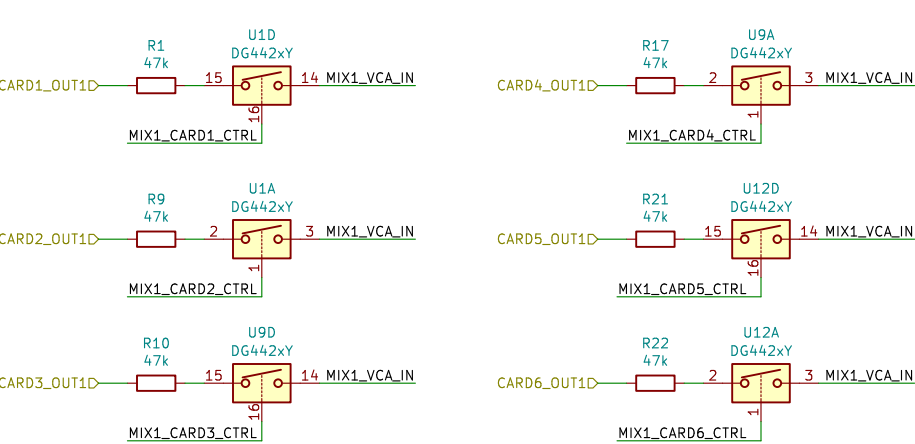 U1D
R1
DG442xY
47k
CARD1_OUT1
15
14
MIX1_VCA_IN
16
MIX1_CARD1_CTRL
U9A
R17
DG442xY
47k
CARD4_OUT1
2
3
MIX1_VCA_IN
1
MIX1_CARD4_CTRL
U1A
R9
DG442xY
47k
CARD2_OUT1
2
3
MIX1_VCA_IN
1
MIX1_CARD2_CTRL
U12D
R21
DG442xY
47k
CARD5_OUT1
15
14
MIX1_VCA_IN
16
MIX1_CARD5_CTRL
U9D
R10
DG442xY
47k
CARD3_OUT1
15
14
MIX1_VCA_IN
16
MIX1_CARD3_CTRL
U12A
R22
DG442xY
47k
CARD6_OUT1
2
3
MIX1_VCA_IN
1
MIX1_CARD6_CTRL